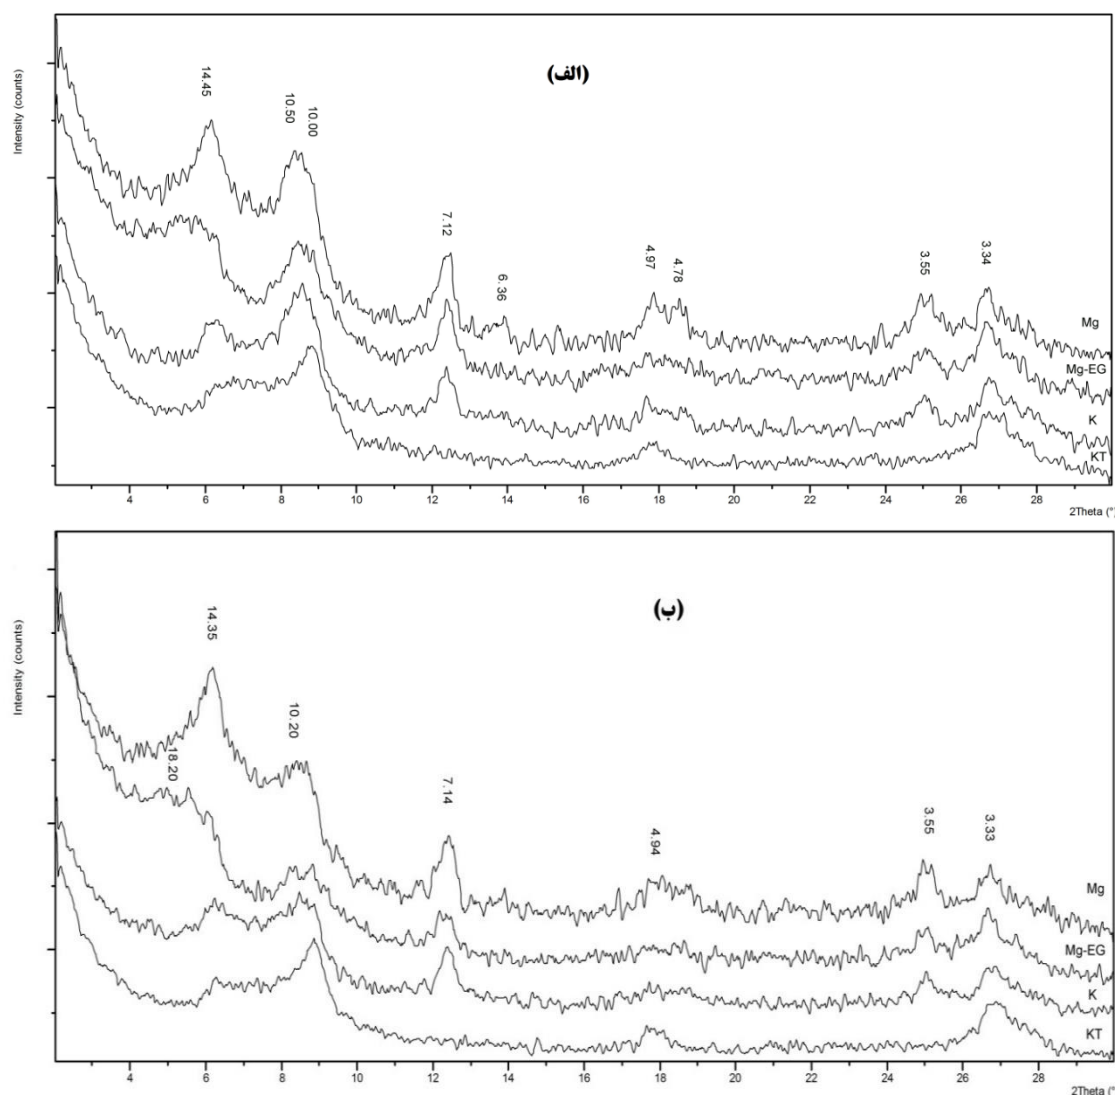 (الف)
Intensity (counts)
14.45
10.50
10.00
7.12
6.36
4.97
4.78
3.55
3.34
Mg
Mg-EG
K
KT
4 6 8 10 12 14 16 18 20 22 24 26 28
2Theta (°)
(ب)
Intensity (counts)
14.35
18.20
10.20
7.14
4.94
3.55
3.33
Mg
Mg-EG
K
KT
4 6 8 10 12 14 16 18 20 22 24 26 28
2Theta (°